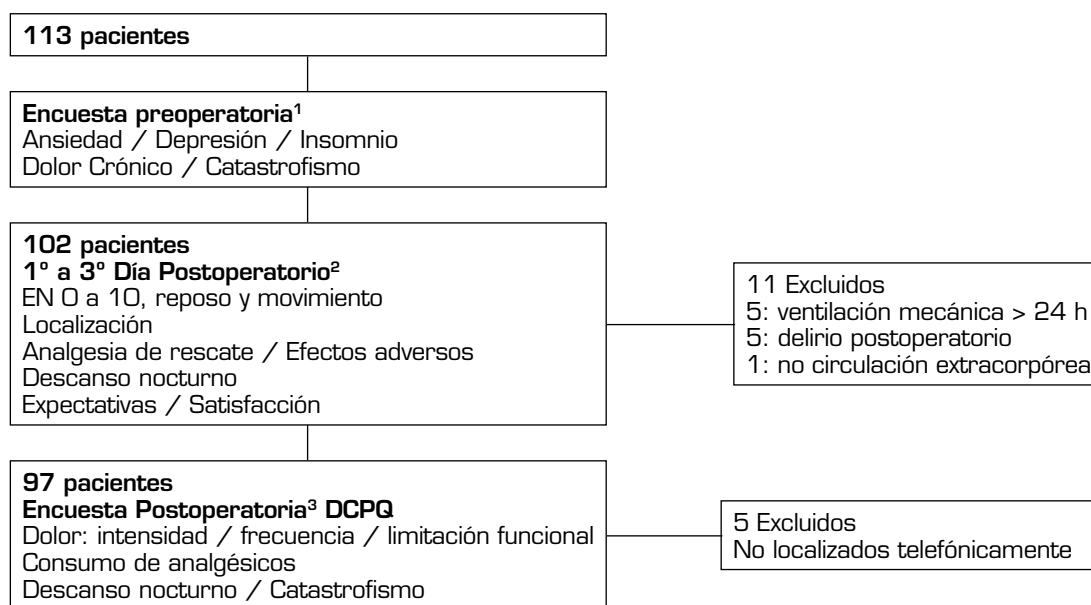 113 pacientes
Encuesta preoperatoria¹
Ansiedad / Depresión / Insomnio
Dolor Crónico / Catastrofismo
102 pacientes
1º a 3º Día Postoperatorio²
EN 0 a 10, reposo y movimiento
Localización
Analgesia de rescate / Efectos adversos
Descanso nocturno
Expectativas / Satisfacción
11 Excluidos
5: ventilación mecánica > 24 h
5: delirio postoperatorio
1: no circulación extracorpórea
97 pacientes
Encuesta Postoperatoria³ DCPQ
Dolor: intensidad / frecuencia / limitación funcional
Consumo de analgésicos
Descanso nocturno / Catastrofismo
5 Excluidos
No localizados telefónicamente